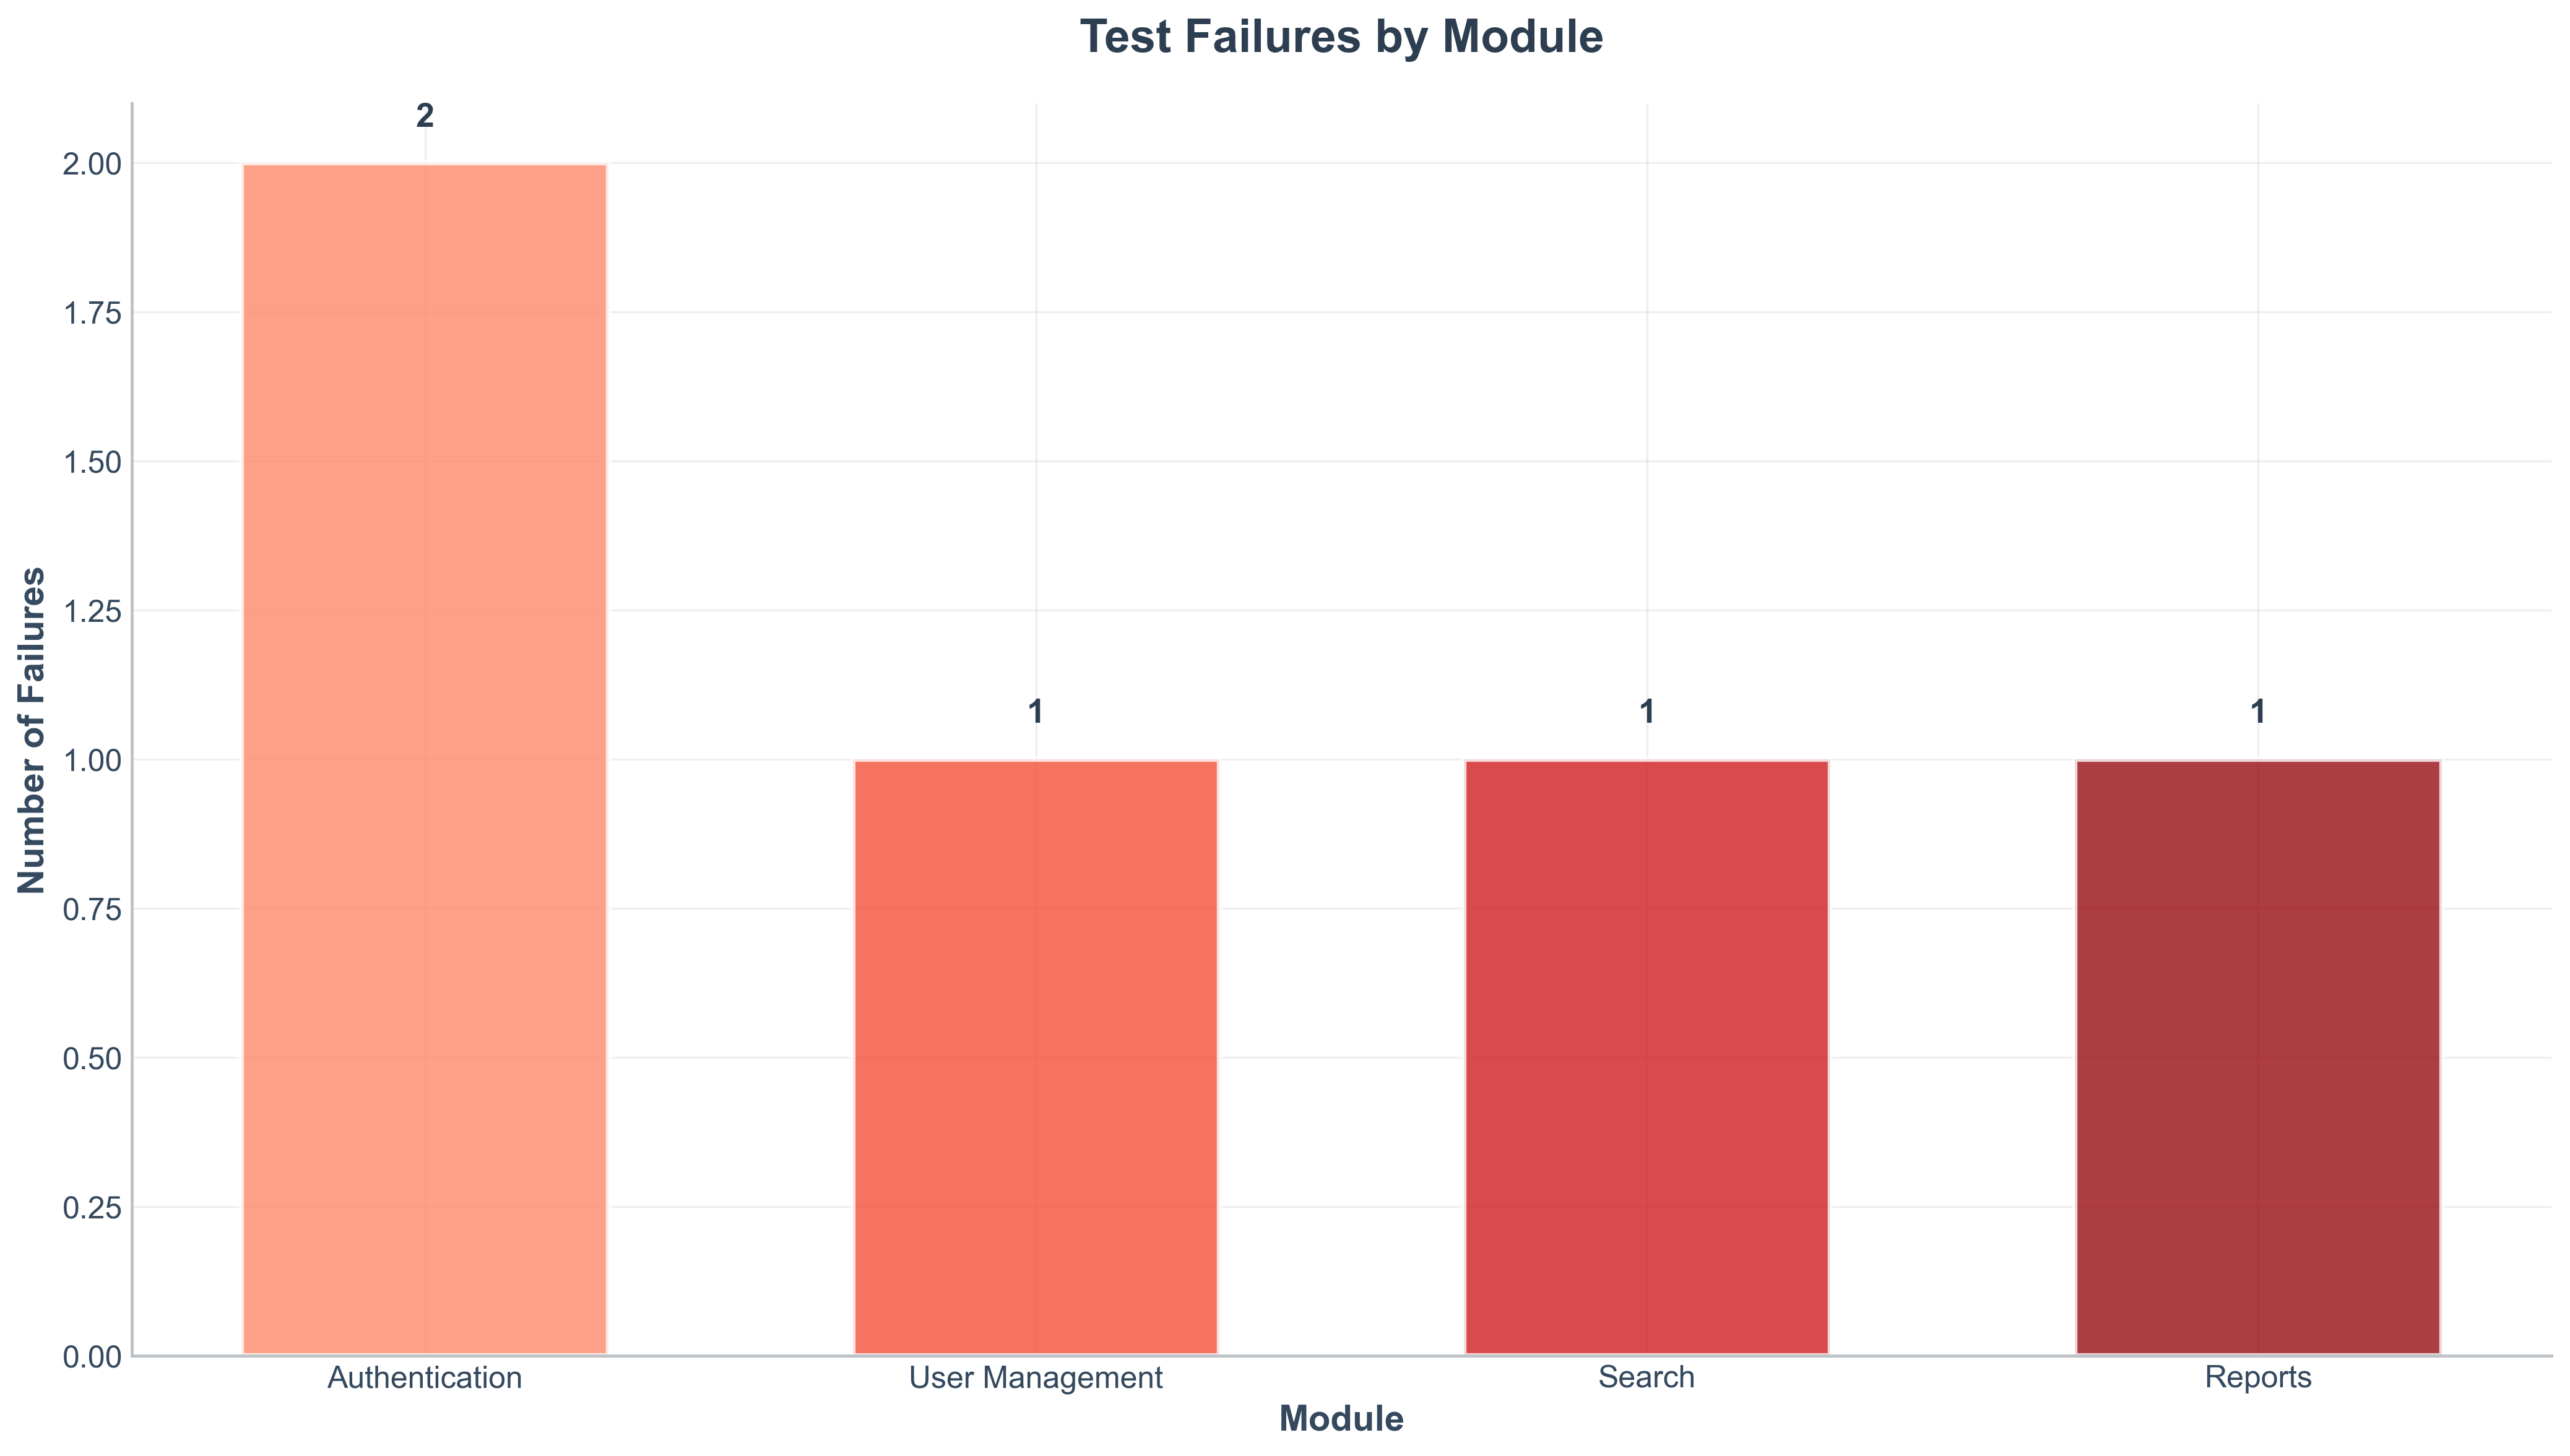 Test Failures by Module
2
2.00
1.75
1.50
1.25
1 1 1
1.00
0.75
0.50
0.25
0.00
Number of Failures
Authentication User Management Search Reports
Module